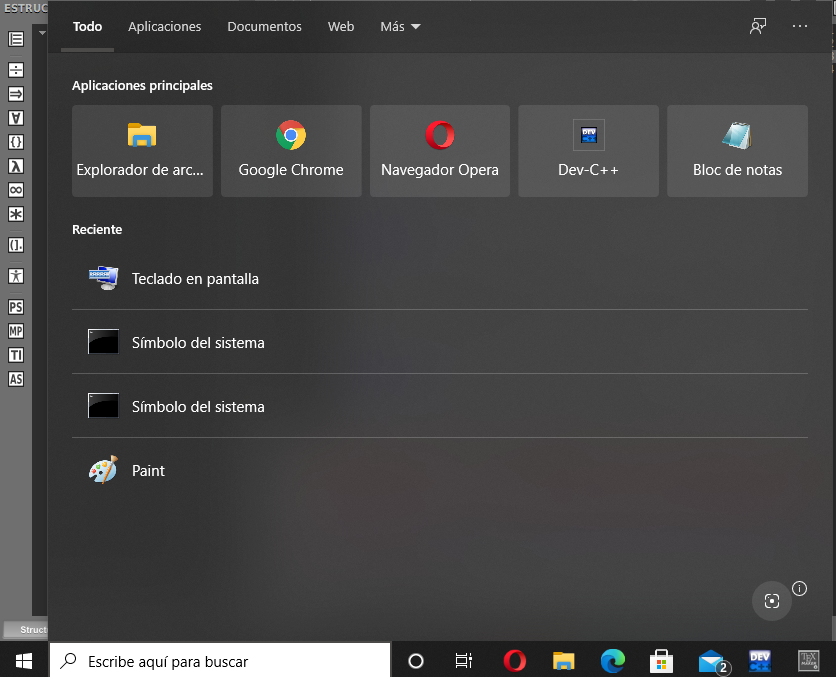 ESTRUC
Todo Aplicaciones Documentos Web Más
Aplicaciones principales
Explorador de arc... Google Chrome Navegador Opera Dev-C++ Bloc de notas
Reciente
Teclado en pantalla
Símbolo del sistema
Símbolo del sistema
Paint
PS
MP
TI
AS
Struct
Escribe aquí para buscar
2
DEV